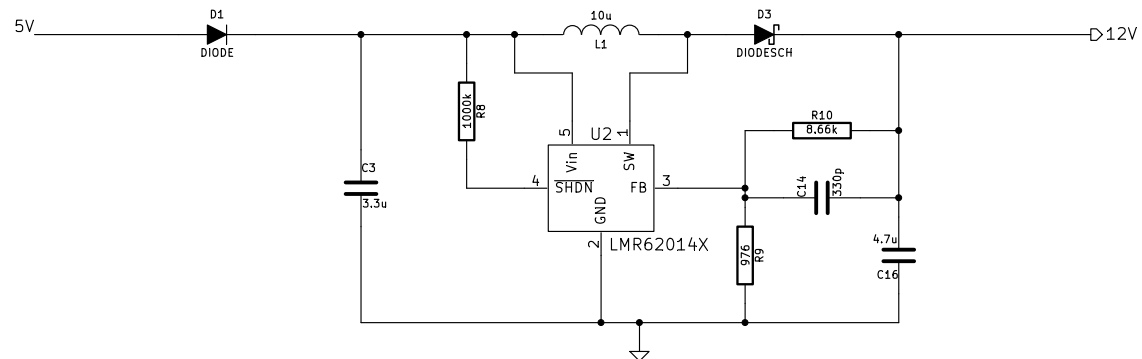 D1
10u
D3
5V
12V
DIODE
L1
DIODESCH
1000k
R8
R10
8.66k
U2
5
1
Vin
SW
C3
3.3u
4
SHDN
FB
3
C14
330p
GND
2
LMR62014X
976
R9
4.7u
C16